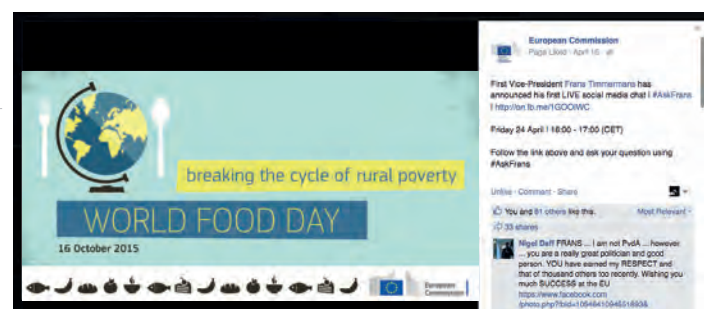 breaking the cycle of rural poverty
WORLD FOOD DAY
16 October 2015
European
Commission
European Commission
Page Liked · April 16
First Vice-President Frans Timmermans has
announced his first LIVE social media chat | #AskFrans
Friday 24 April | 16:00 - 17:00 (CET)
Follow the link above and ask your question using
#AskFrans
Unlike · Comment · Share
You and 81 others like this.
Most Relevant
33 shares
Nigel Daff FRANS ... I am not PvdA ... however
... you are a really great politician and good
person. YOU have earned my RESPECT and
that of thousand others too recently. Wishing you
much SUCCESS at the EU
https://www.facebook.com